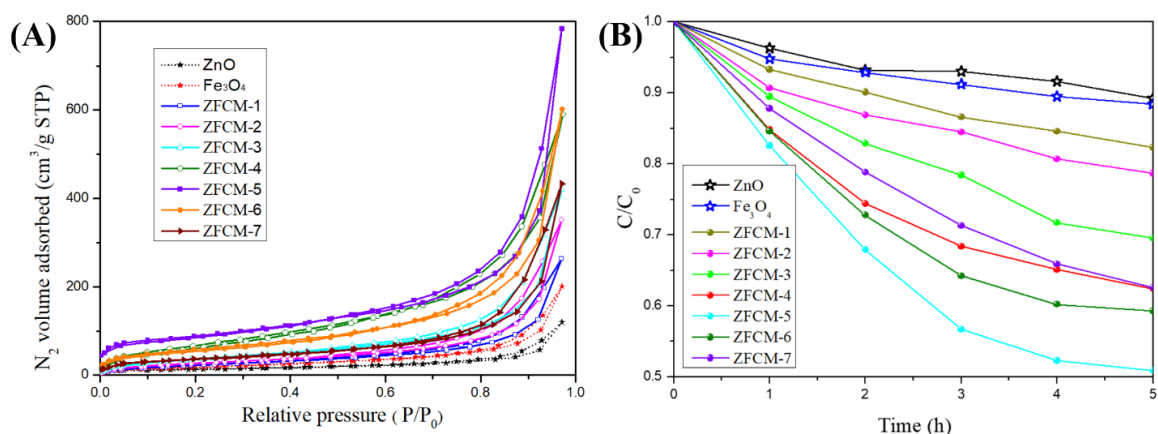 (A)
N₂ volume adsorbed (cm³/g STP)
800
600
400
200
0
ZnO
Fe₃O₄
ZFCM-1
ZFCM-2
ZFCM-3
ZFCM-4
ZFCM-5
ZFCM-6
ZFCM-7
0.0 0.2 0.4 0.6 0.8 1.0
Relative pressure ( P/P₀)
(B)
C/C₀
1.0
0.9
0.8
0.7
0.6
0.5
ZnO
Fe₃O₄
ZFCM-1
ZFCM-2
ZFCM-3
ZFCM-4
ZFCM-5
ZFCM-6
ZFCM-7
0 1 2 3 4 5
Time (h)